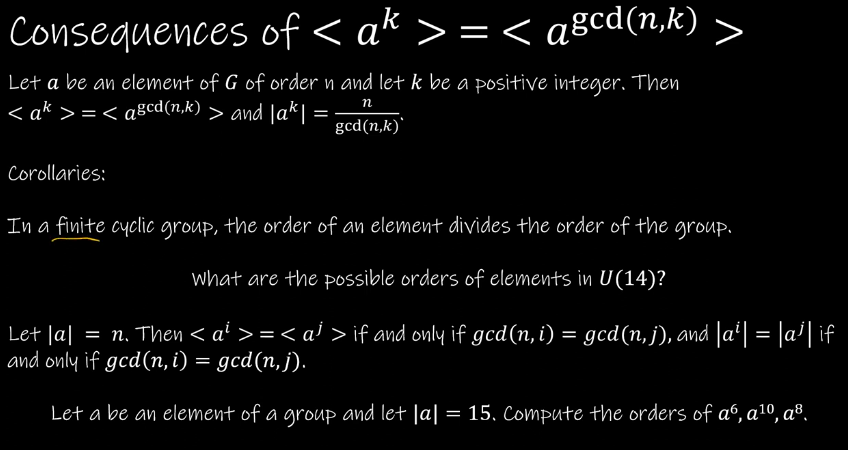 Consequences of < a^k > = < a^gcd(n,k) >
Let a be an element of G of order n and let k be a positive integer. Then
< a^k > = < a^gcd(n,k) > and |a^k| = n/gcd(n,k).
Corollaries:
In a finite cyclic group, the order of an element divides the order of the group.
What are the possible orders of elements in U(14)?
Let |a| = n. Then < a^i > = < a^j > if and only if gcd(n, i) = gcd(n, j), and |a^i| = |a^j| if
and only if gcd(n, i) = gcd(n, j).
Let a be an element of a group and let |a| = 15. Compute the orders of a^6, a^10, a^8.